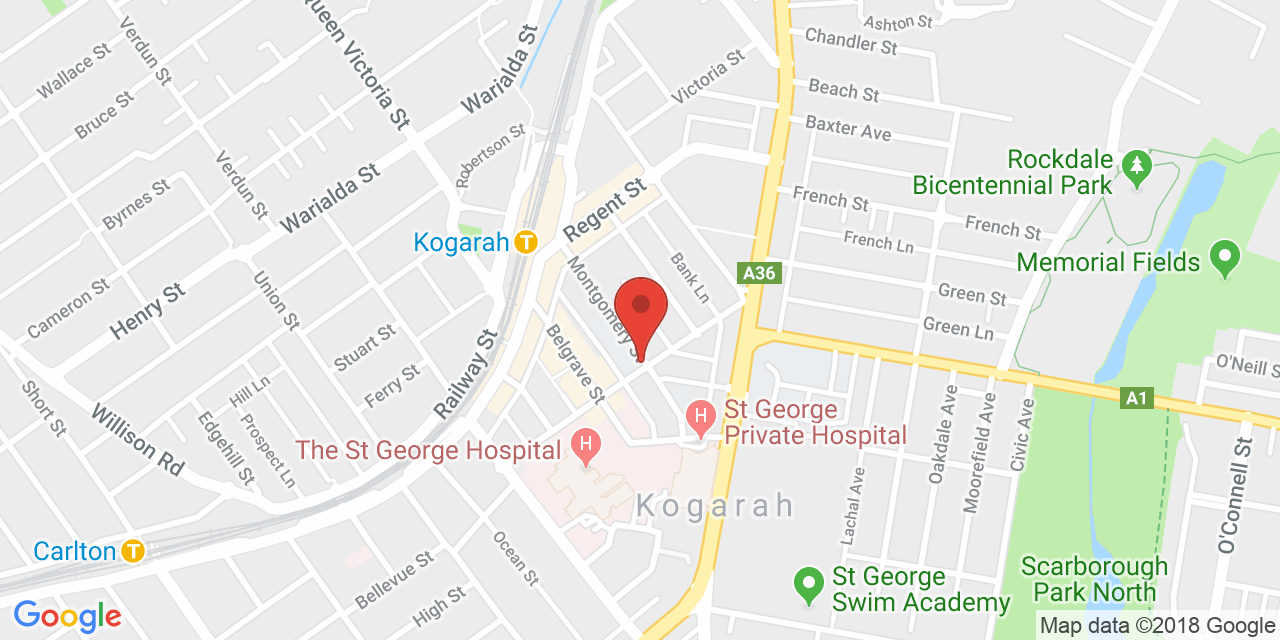 Ashton St
Chandler St
Wallace St
Verdun St
Queen Victoria St
Warialda St
Victoria St
Beach St
Bruce St
Baxter Ave
Robertson St
Rockdale
Bicentennial Park
Verdun St
Warialda St
Byrnes St
Regent St
French St
French St
French Ln
Kogarah
T
Memorial Fields
Bank Ln
A36
Montgomery S
Cameron St
Henry St
Union St
Green St
Green Ln
Stuart St
Railway St
Belgrave St
O'Neill S
Ferry St
Hill Ln
Short St
Willison Rd
Edgehill St
Prospect Ln
A1
H
St George
Private Hospital
The St George Hospital
H
Oakdale Ave
Moorefield Ave
Civic Ave
O'Connell St
Kogarah
Lachal Ave
Carlton
T
Ocean St
Bellevue St
High St
St George
Swim Academy
Scarborough
Park North
Google
Map data ©2018 Google